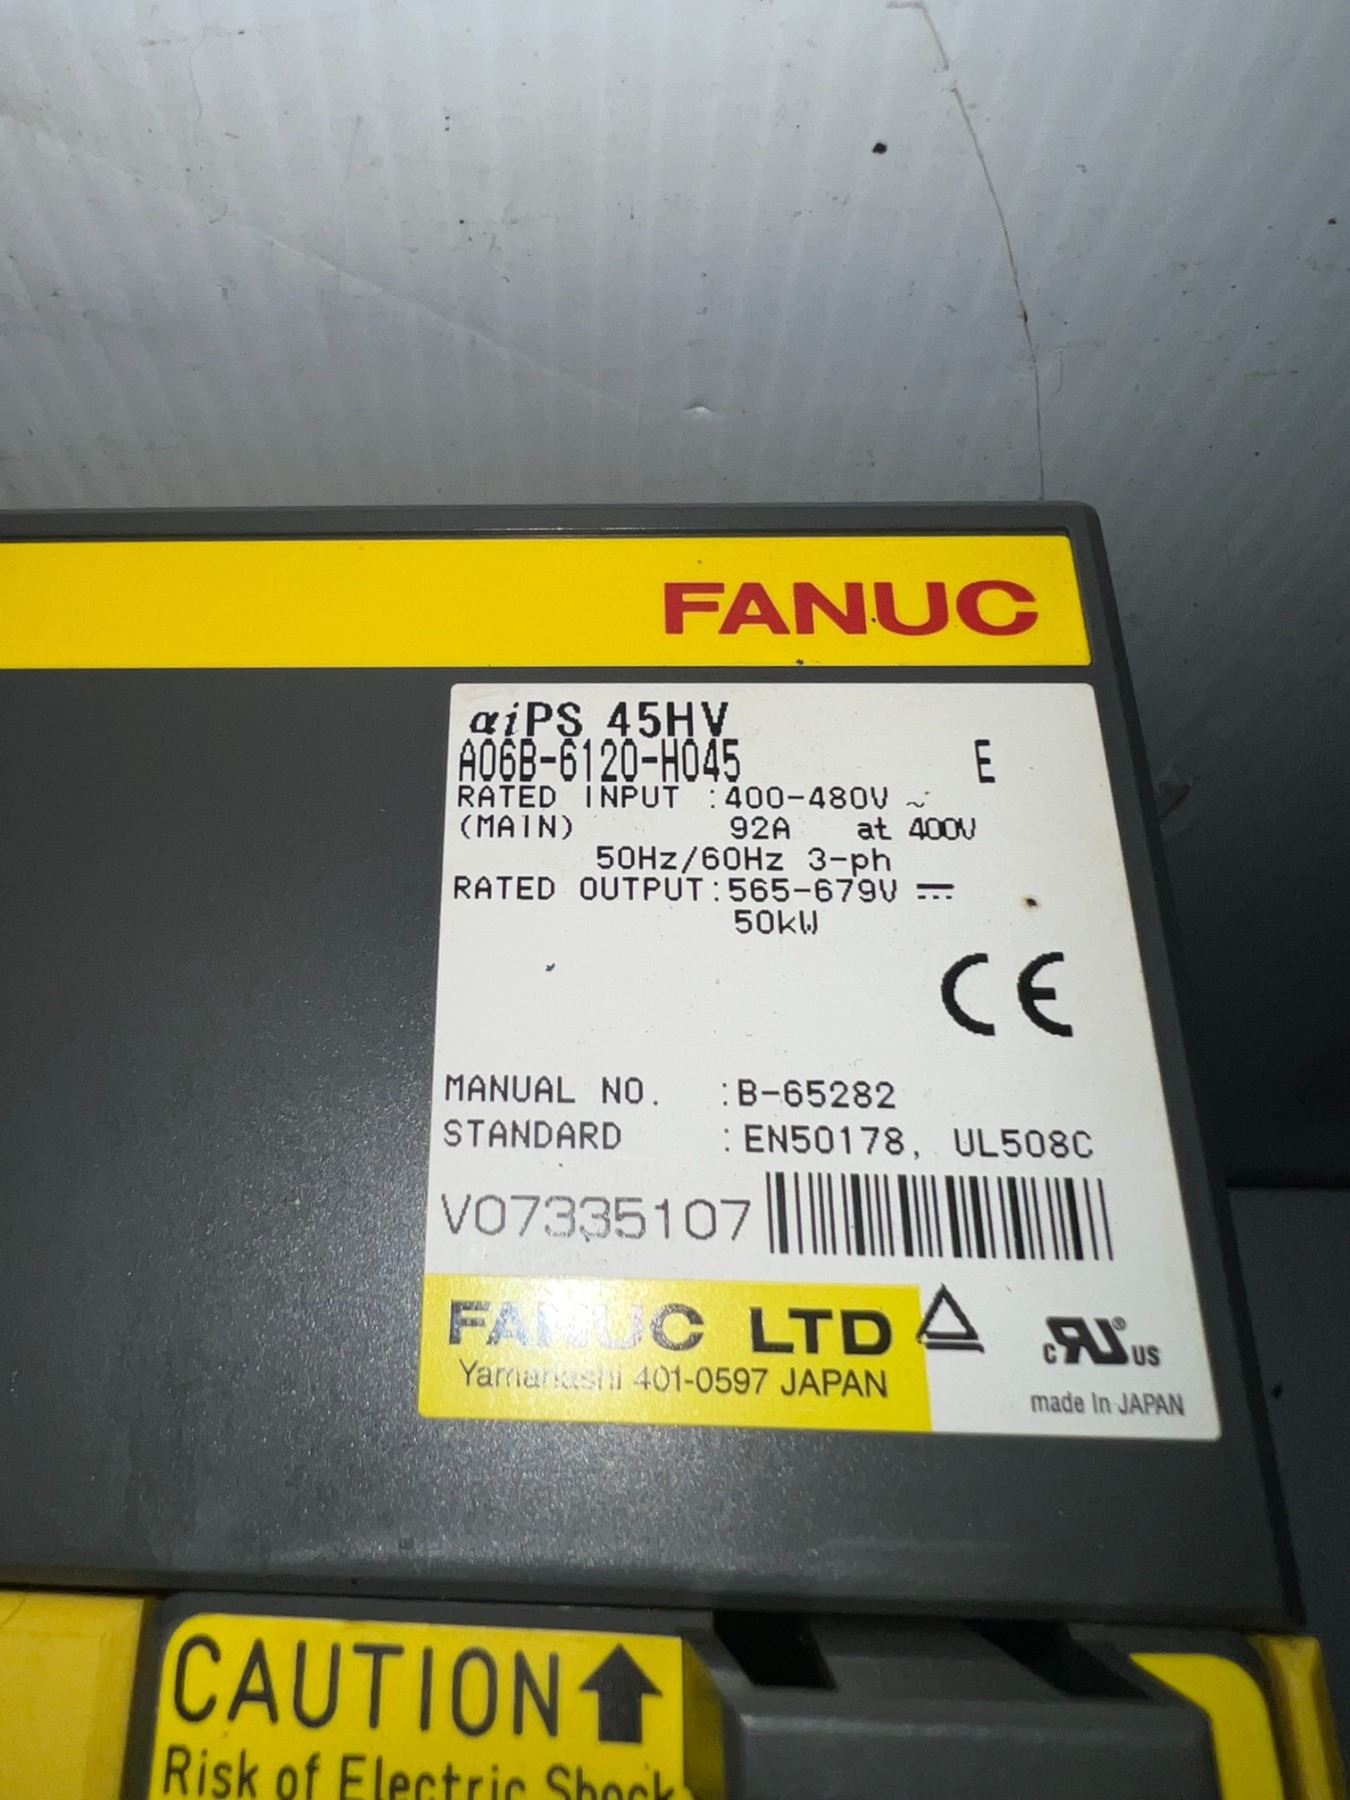 FANUC
αiPS 45HV
A06B-6120-H045 E
RATED INPUT :400-480V ~
(MAIN) 92A at 400V
50Hz/60Hz 3-ph
RATED OUTPUT:565-679V ⎓
50kW
CE
MANUAL NO. :B-65282
STANDARD :EN50178, UL508C
V07335107
FANUC LTD
Yamanashi 401-0597 JAPAN
c RU ® US
made In JAPAN
CAUTION ↑
Risk of Electric Shock